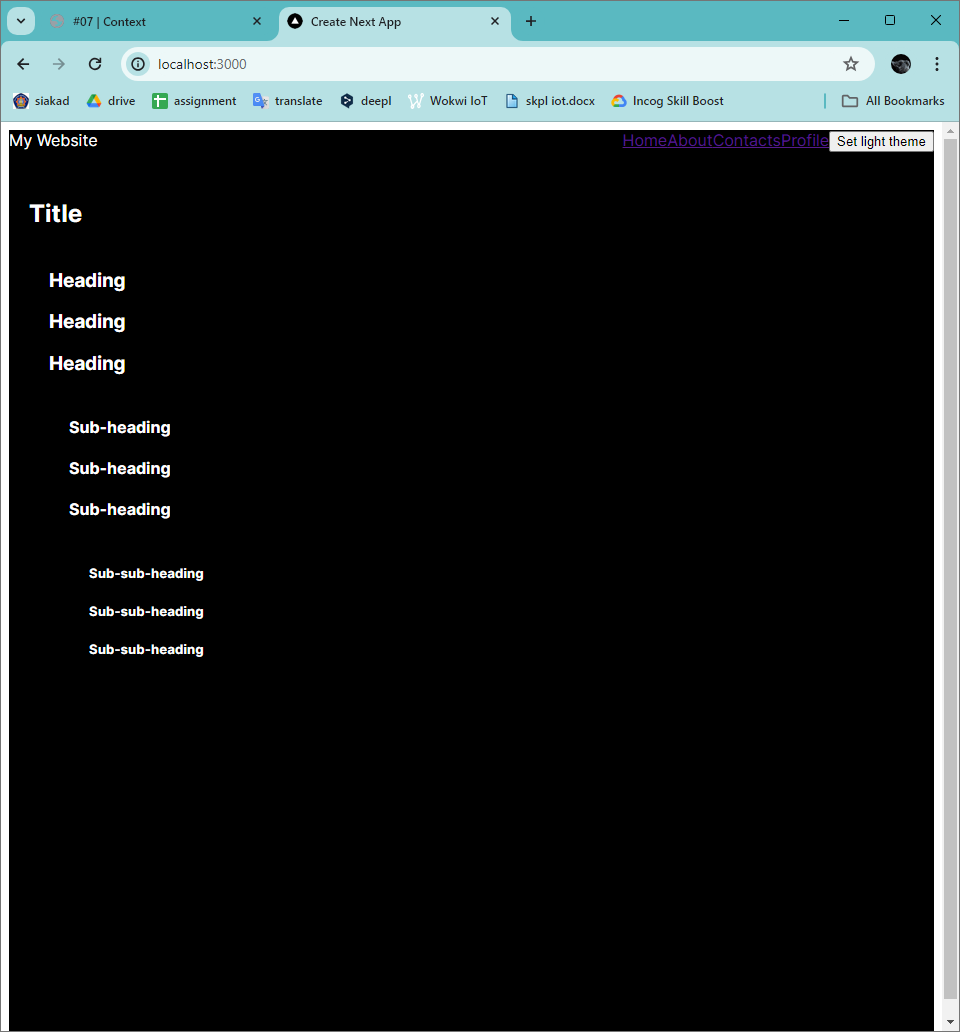 #07 | Context
Create Next App
localhost:3000
siakad drive assignment translate deepl Wokwi IoT skpl iot.docx Incog Skill Boost All Bookmarks
My Website HomeAboutContactsProfile Set light theme
Title
Heading
Heading
Heading
Sub-heading
Sub-heading
Sub-heading
Sub-sub-heading
Sub-sub-heading
Sub-sub-heading